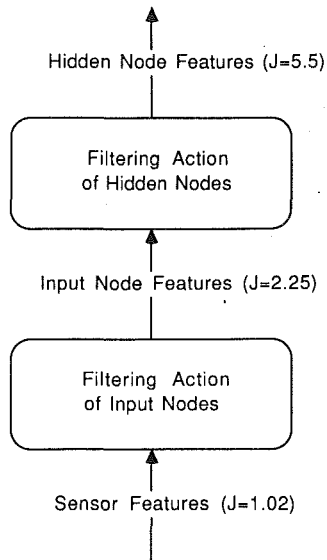 Hidden Node Features (J=5.5)
Filtering Action
of Hidden Nodes
Input Node Features (J=2.25)
Filtering Action
of Input Nodes
Sensor Features (J=1.02)